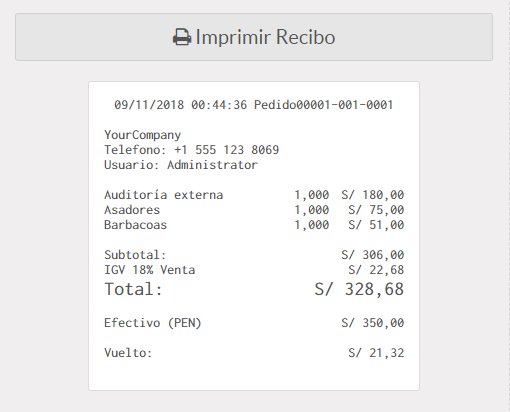 Imprimir Recibo
09/11/2018 00:44:36 Pedido00001-001-0001
YourCompany
Telefono: +1 555 123 8069
Usuario: Administrator
Auditoría externa 1,000 S/ 180,00
Asadores 1,000 S/ 75,00
Barbacoas 1,000 S/ 51,00
Subtotal: S/ 306,00
IGV 18% Venta S/ 22,68
Total: S/ 328,68
Efectivo (PEN) S/ 350,00
Vuelto: S/ 21,32